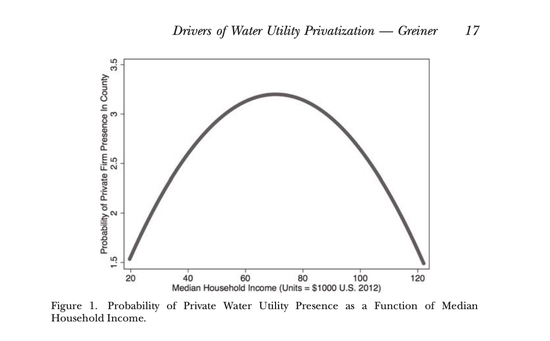 Drivers of Water Utility Privatization — Greiner 17
3.5
3
2.5
2
1.5
Probability of Private Firm Presence In County
20 40 60 80 100 120
Median Household Income (Units = $1000 U.S. 2012)
Figure 1. Probability of Private Water Utility Presence as a Function of Median
Household Income.